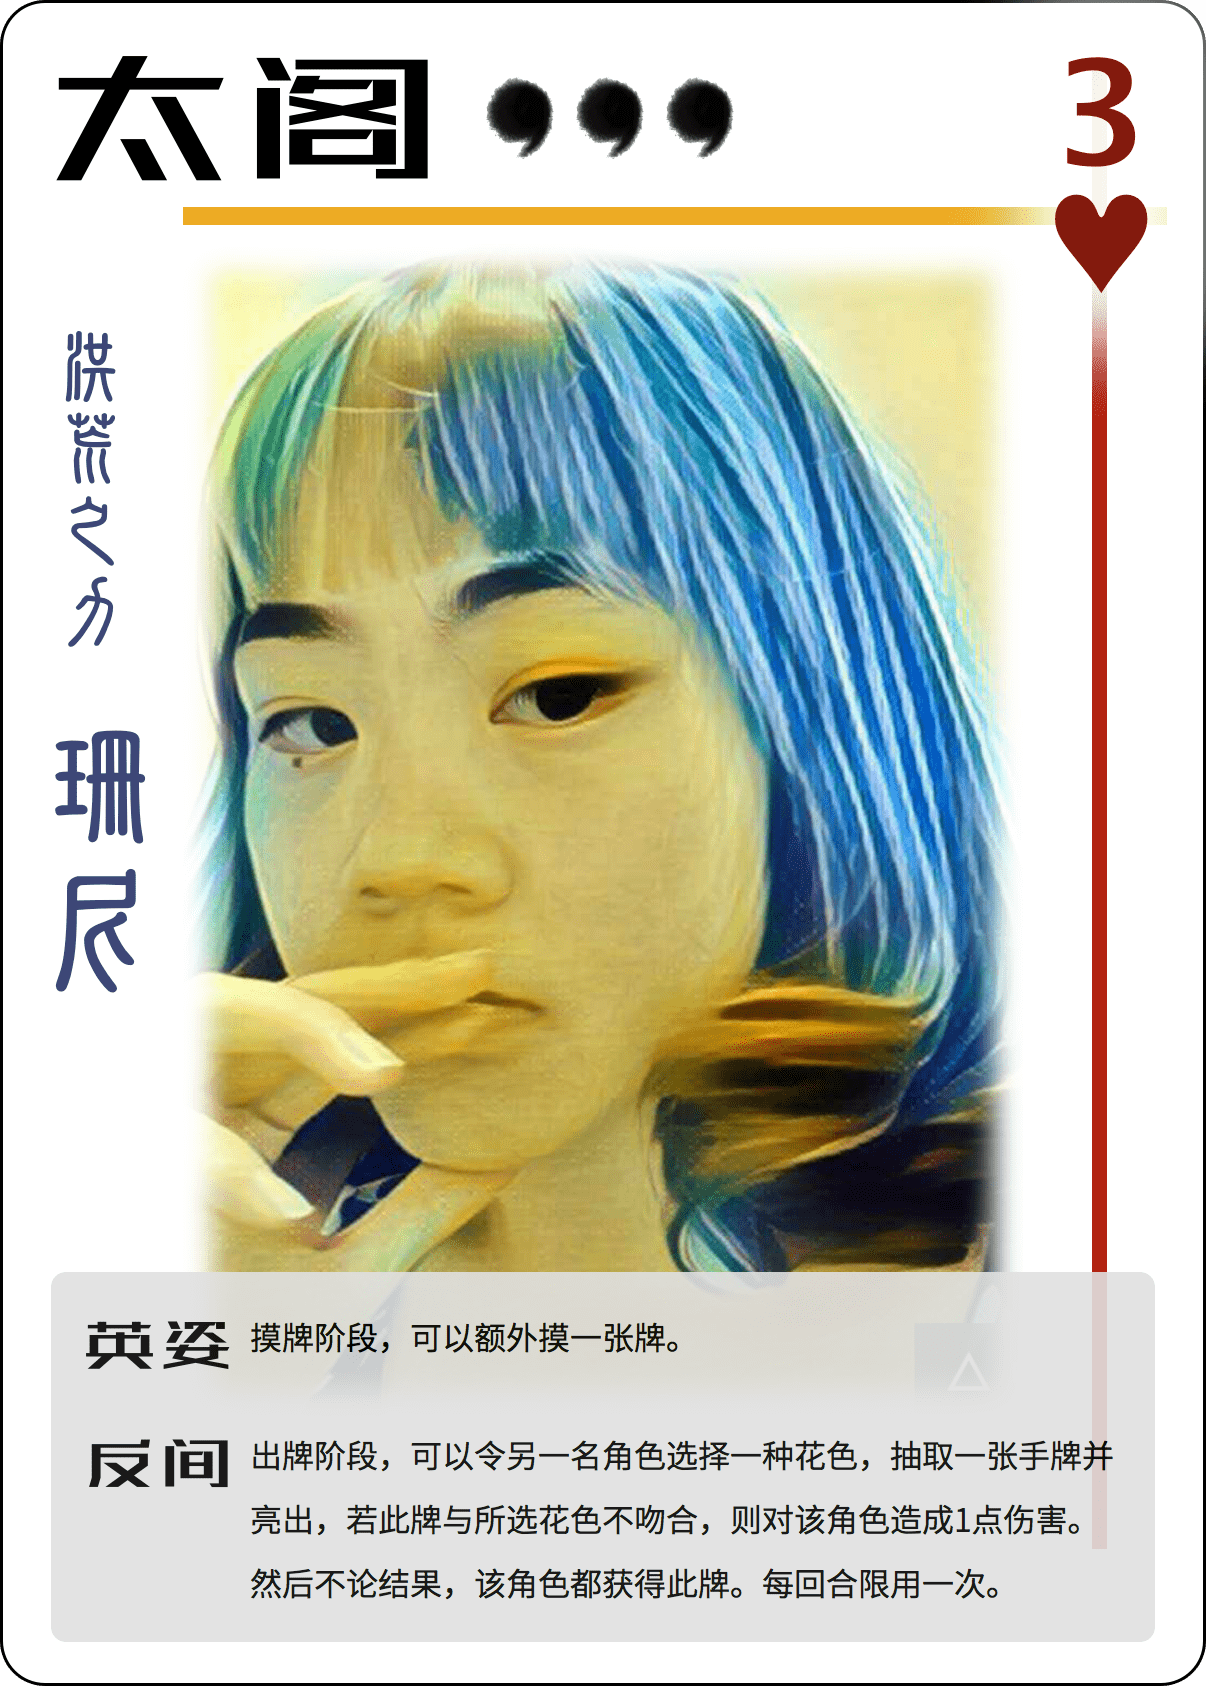 太阁
3
洪荒之力
珊尼
英姿 摸牌阶段，可以额外摸一张牌。
反间 出牌阶段，可以令另一名角色选择一种花色，抽取一张手牌并
亮出，若此牌与所选花色不吻合，则对该角色造成1点伤害。
然后不论结果，该角色都获得此牌。每回合限用一次。